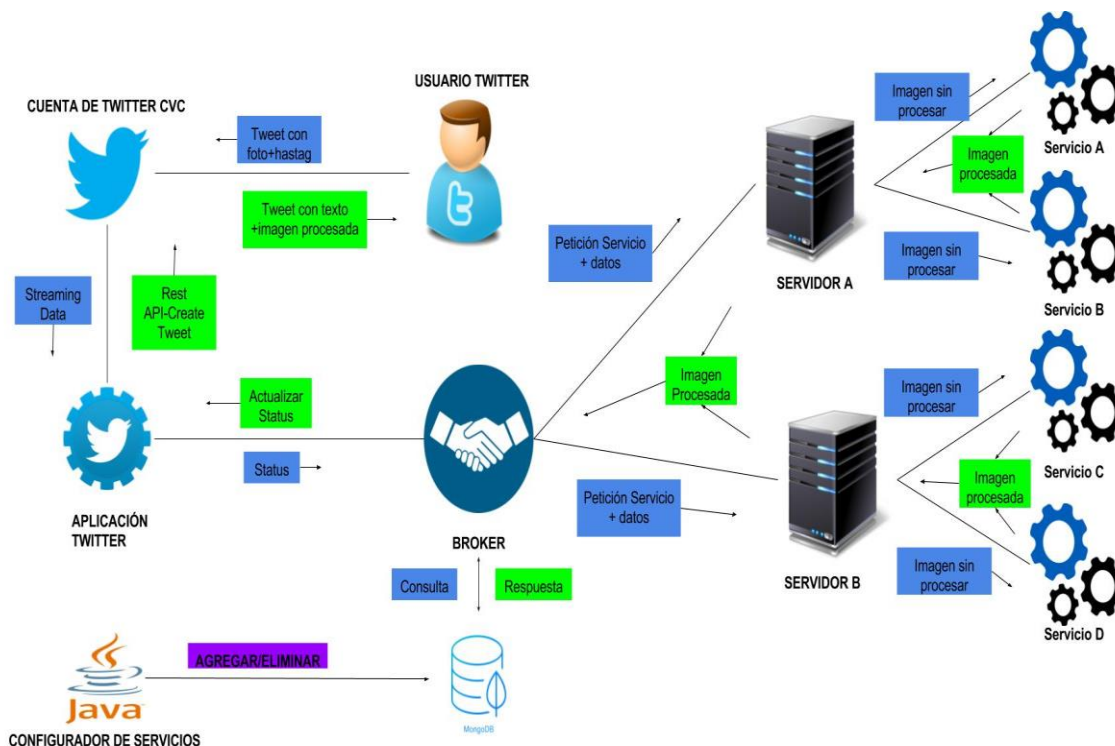 USUARIO TWITTER
CUENTA DE TWITTER CVC
Tweet con
foto+hastag
Tweet con texto
+imagen procesada
Streaming
Data
Rest
API-Create
Tweet
Actualizar
Status
Status
APLICACIÓN
TWITTER
BROKER
Consulta
Respuesta
AGREGAR/ELIMINAR
Java
CONFIGURADOR DE SERVICIOS
MongoDB
Petición Servicio
+ datos
Imagen
Procesada
Petición Servicio
+ datos
SERVIDOR A
SERVIDOR B
Imagen sin
procesar
Imagen
procesada
Imagen sin
procesar
Servicio A
Servicio B
Imagen sin
procesar
Imagen
procesada
Imagen sin
procesar
Servicio C
Servicio D